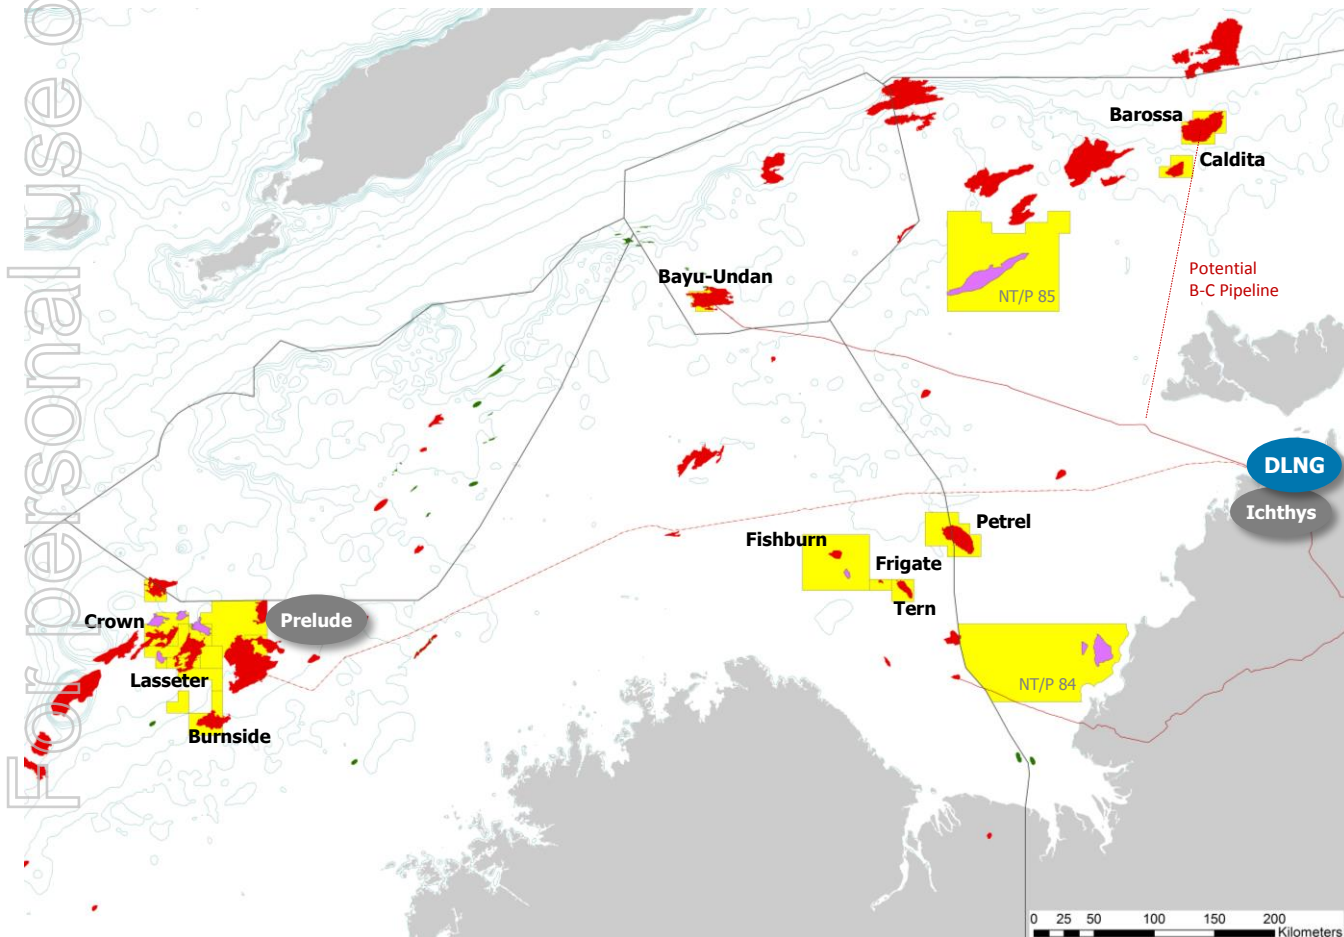 For personal use o
Barossa
Caldita
Bayu-Undan
Potential
B-C Pipeline
NT/P 85
DLNG
Ichthys
Petrel
Fishburn
Frigate
Tern
Crown
Prelude
Lasseter
NT/P 84
Burnside
0 25 50 100 150 200
Kilometers